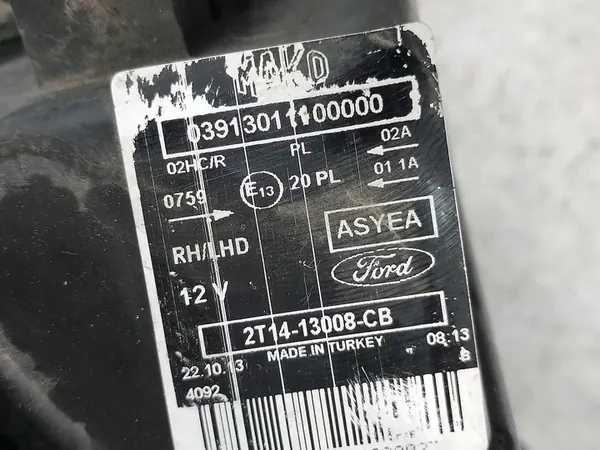 03913011100000
02HC/R PL 02A
0759 E13 20 PL 01 1A
ASYEA
RH/LHD
Ford
12 V
2T14-13008-CB
MADE IN TURKEY
22.10.13 08:13
4092 B